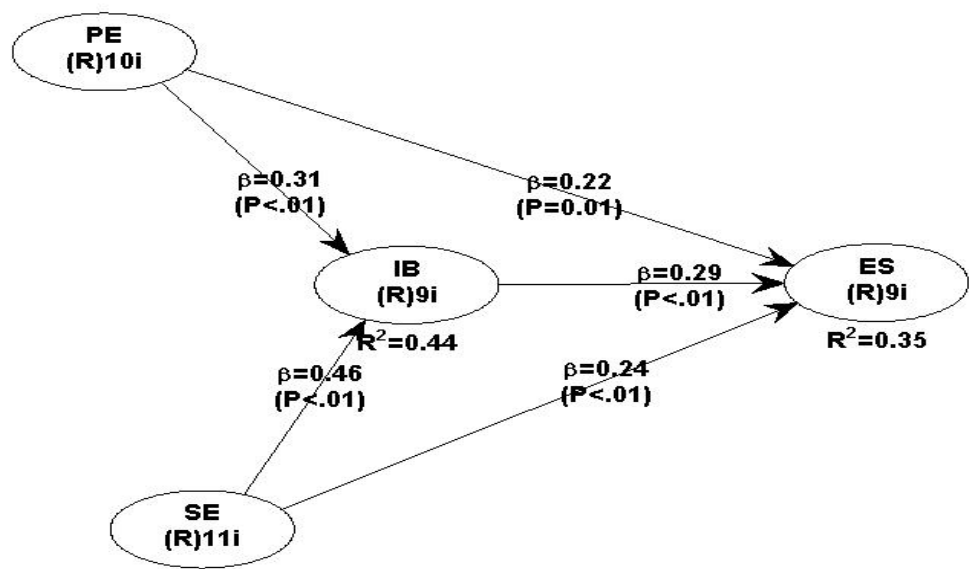 PE
(R)10i
β=0.31
(P<.01)
β=0.22
(P=0.01)
IB
(R)9i
R²=0.44
β=0.29
(P<.01)
ES
(R)9i
R²=0.35
β=0.46
(P<.01)
β=0.24
(P<.01)
SE
(R)11i